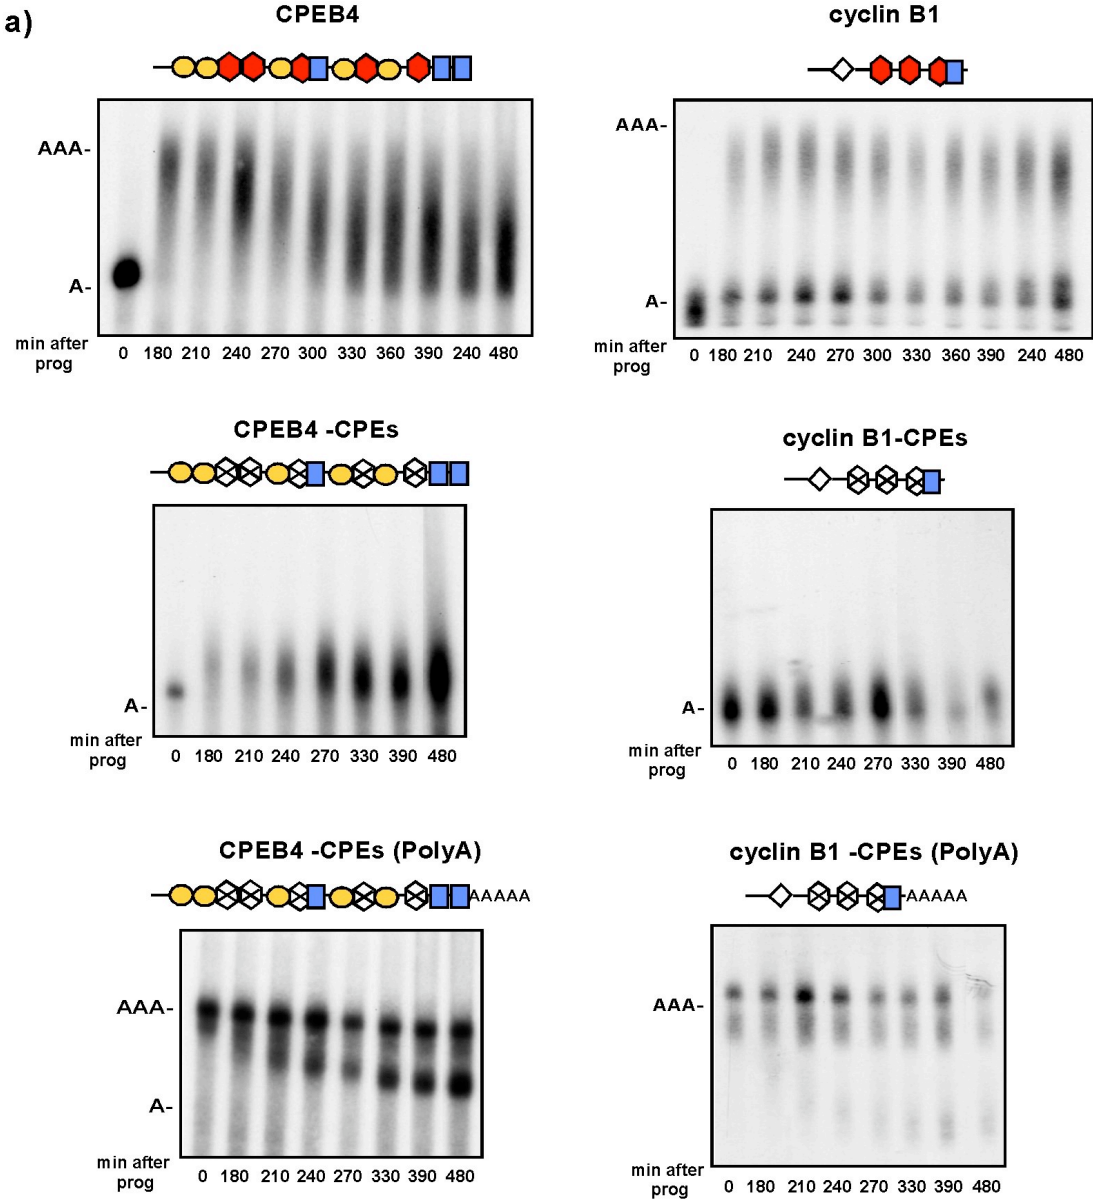 a)
CPEB4
cyclin B1
AAA-
A-
min after
prog
0 180 210 240 270 300 330 360 390 240 480
AAA-
A-
min after
prog
0 180 210 240 270 300 330 360 390 240 480
CPEB4 -CPEs
cyclin B1-CPEs
A-
min after
prog
0 180 210 240 270 330 390 480
A-
min after
prog
0 180 210 240 270 330 390 480
CPEB4 -CPEs (PolyA)
cyclin B1 -CPEs (PolyA)
AAAAA
AAAAA
AAA-
A-
min after
prog
0 180 210 240 270 330 390 480
AAA-
min after
prog
0 180 210 240 270 330 390 480